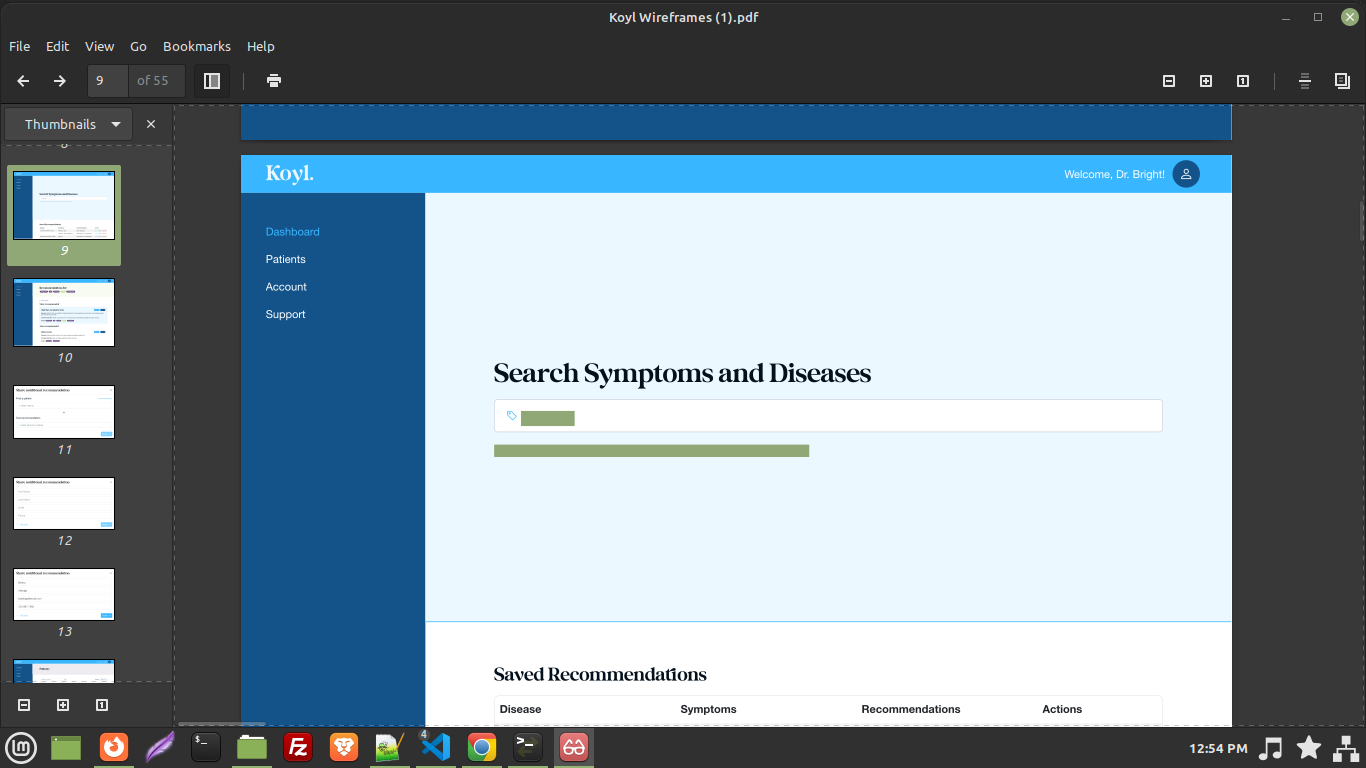 Koyl Wireframes (1).pdf
File Edit View Go Bookmarks Help
9 of 55
Thumbnails
8
9
10
11
12
13
Koyl.
Welcome, Dr. Bright!
Dashboard
Patients
Account
Support
Search Symptoms and Diseases
Saved Recommendations
Disease Symptoms Recommendations Actions
4
12:54 PM